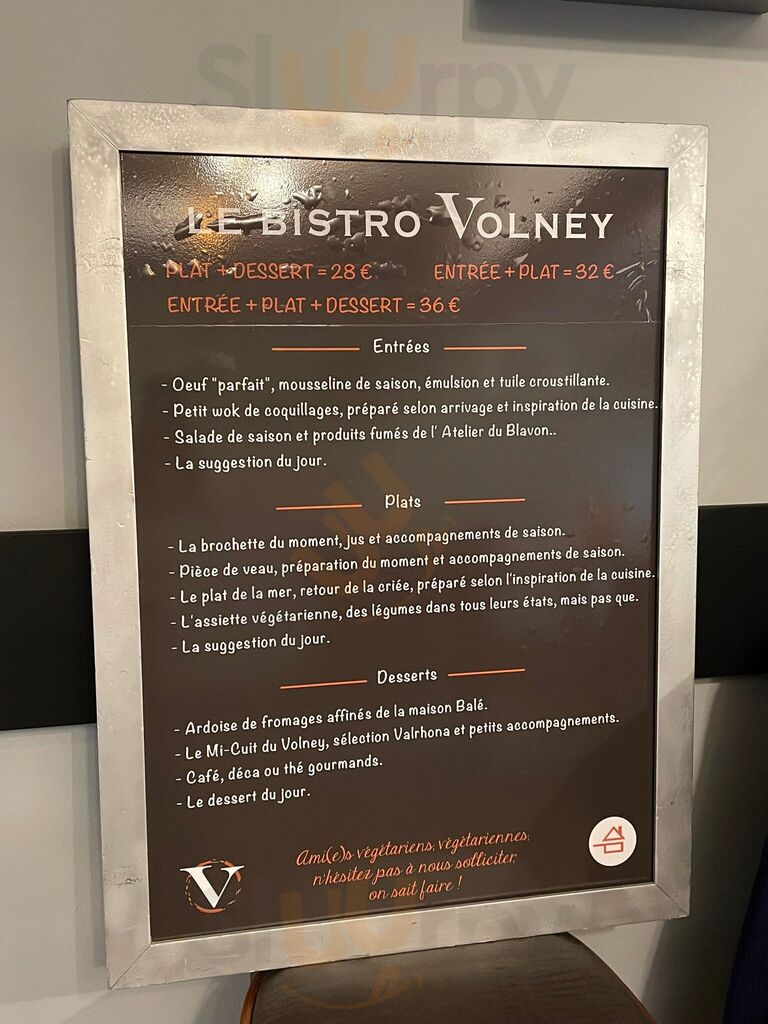 Sluurpy
LE BISTRO VOLNEY
PLAT + DESSERT = 28 € ENTRÉE + PLAT = 32 €
ENTRÉE + PLAT + DESSERT = 36 €
Entrées
- Oeuf "parfait", mousseline de saison, émulsion et tuile croustillante.
- Petit wok de coquillages, préparé selon arrivage et inspiration de la cuisine.
- Salade de saison et produits fumés de l' Atelier du Blavon..
- La suggestion du jour.
Plats
- La brochette du moment, jus et accompagnements de saison.
- Pièce de veau, préparation du moment et accompagnements de saison.
- Le plat de la mer, retour de la criée, préparé selon l'inspiration de la cuisine.
- L'assiette végétarienne, des légumes dans tous leurs états, mais pas que.
- La suggestion du jour.
Desserts
- Ardoise de fromages affinés de la maison Balé.
- Le Mi-Cuit du Volney, sélection Valrhona et petits accompagnements.
- Café, déca ou thé gourmands.
- Le dessert du jour.
Ami(e)s végétariens, végétariennes,
n'hésitez pas à nous solliciter,
on sait faire !
V
Sluurpy